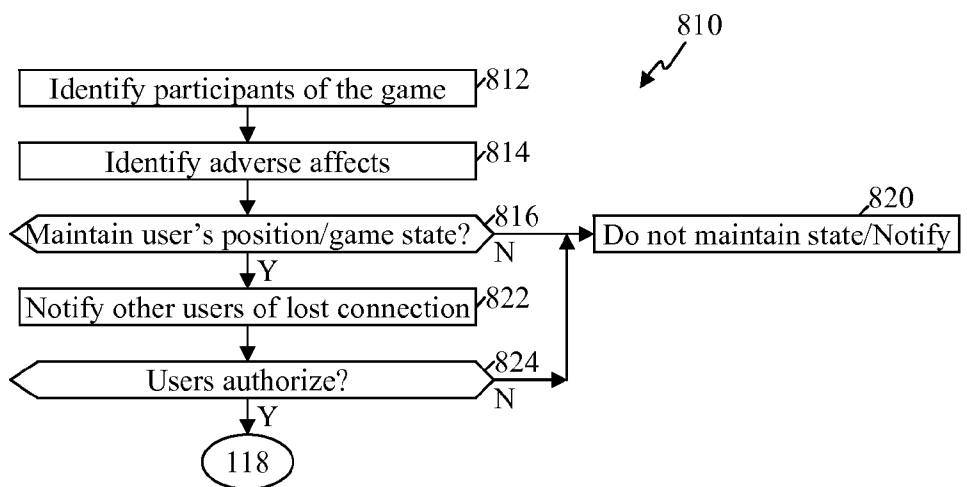 810
Identify participants of the game
812
Identify adverse affects
814
Maintain user's position/game state?
816
N
Y
820
Do not maintain state/Notify
Notify other users of lost connection
822
Users authorize?
824
N
Y
118